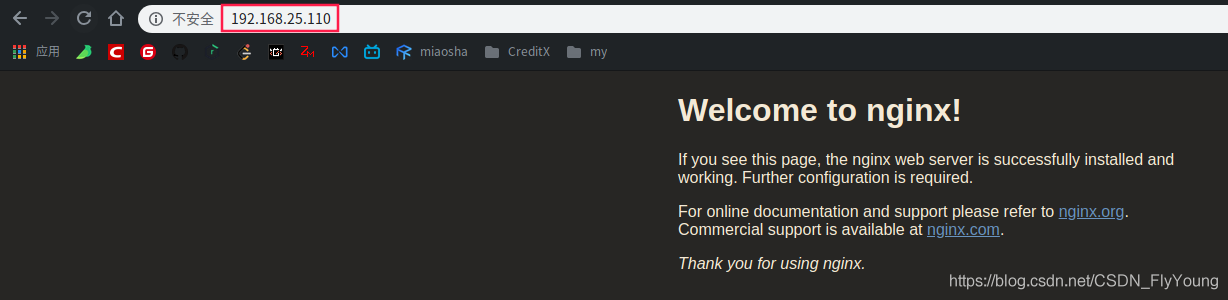 不安全 192.168.25.110
应用 miaosha CreditX my
Welcome to nginx!
If you see this page, the nginx web server is successfully installed and
working. Further configuration is required.
For online documentation and support please refer to nginx.org.
Commercial support is available at nginx.com.
Thank you for using nginx.
https://blog.csdn.net/CSDN_FlyYoung